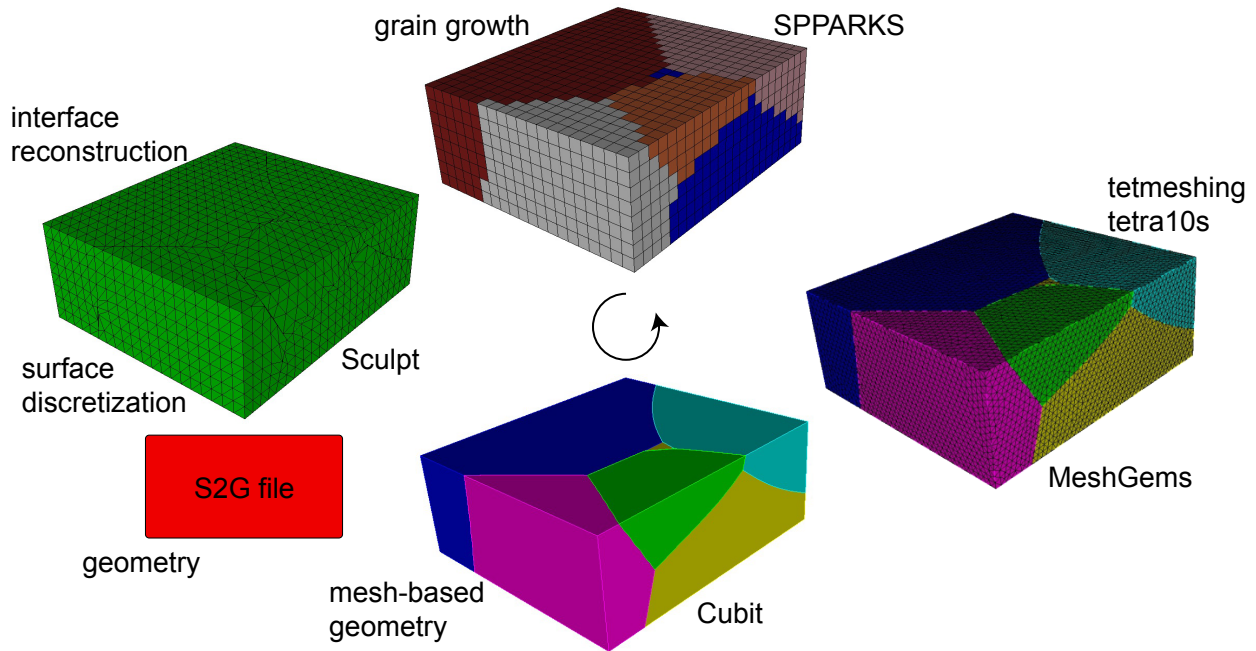 grain growth
SPPARKS
interface
reconstruction
tetmeshing
tetra10s
Sculpt
surface
discretization
MeshGems
S2G file
geometry
mesh-based
geometry
Cubit